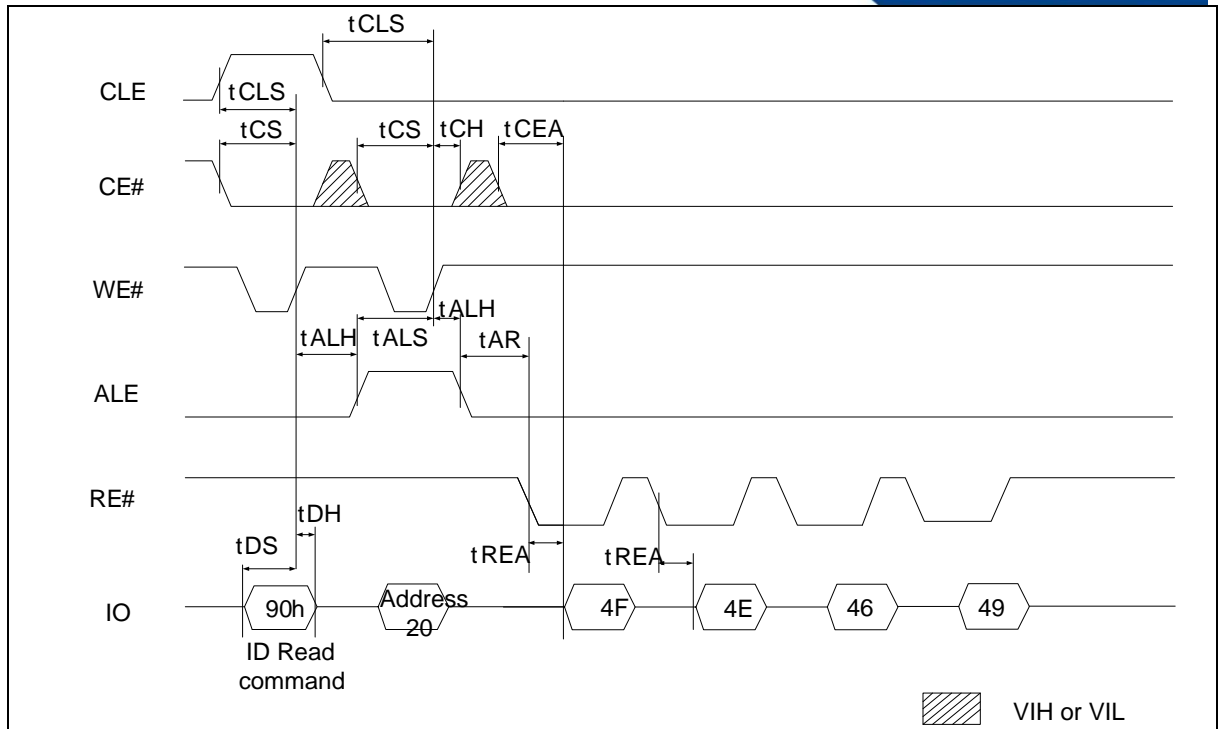 tCLS
CLE
tCLS
tCS
tCS
tCH
tCEA
CE#
WE#
tALH
tALH
tALS
tAR
ALE
RE#
tDH
tDS
tREA
tREA
IO
90h
Address
20
4F
4E
46
49
ID Read
command
VIH or VIL